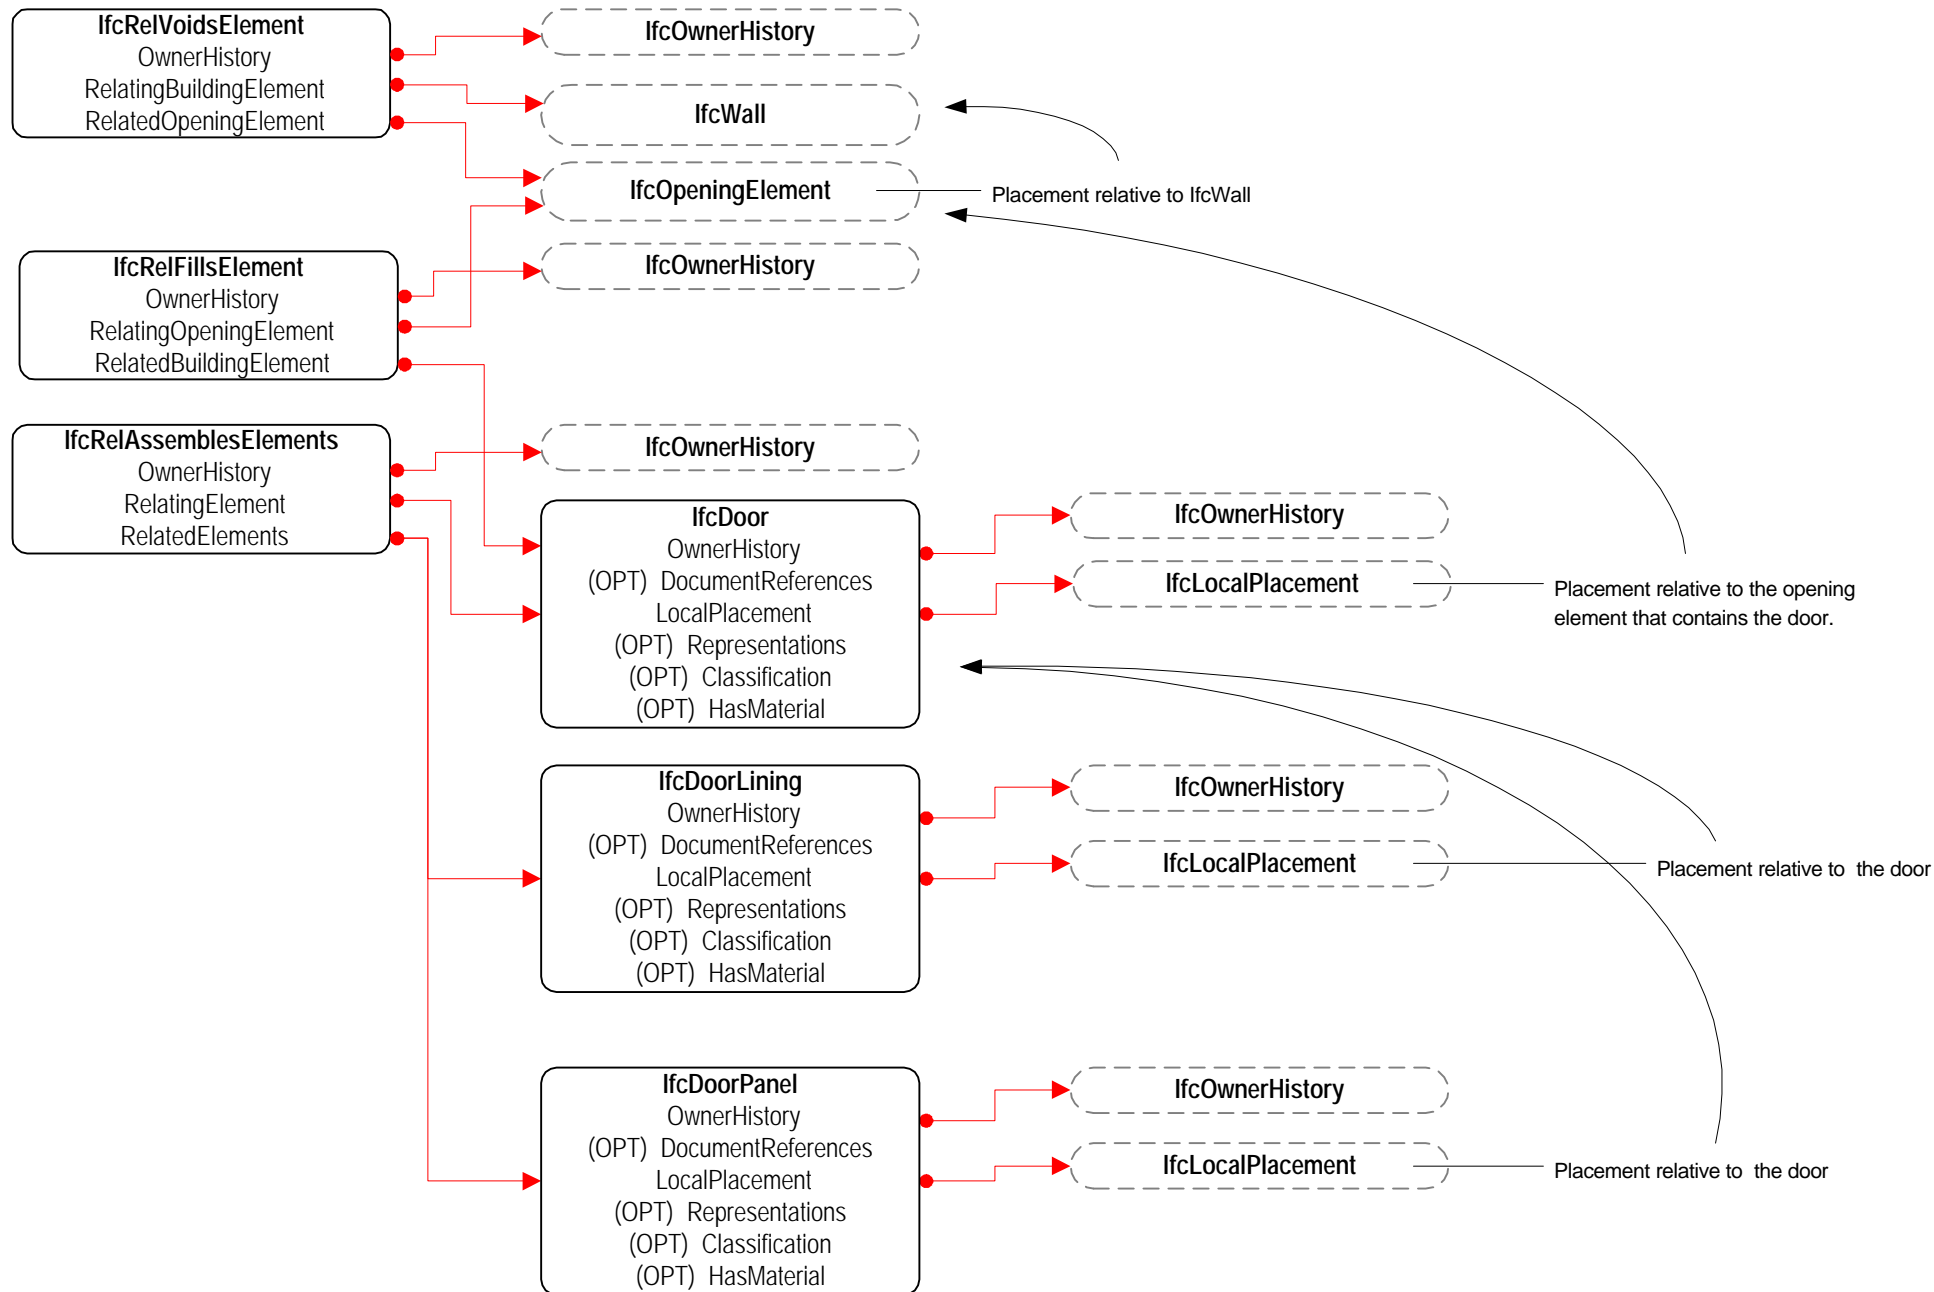 IfcRelVoidsElement
OwnerHistory
RelatingBuildingElement
RelatedOpeningElement
IfcOwnerHistory
IfcWall
IfcOpeningElement
Placement relative to IfcWall
IfcRelFillsElement
OwnerHistory
RelatingOpeningElement
RelatedBuildingElement
IfcOwnerHistory
IfcRelAssemblesElements
OwnerHistory
RelatingElement
RelatedElements
IfcOwnerHistory
IfcDoor
OwnerHistory
(OPT) DocumentReferences
LocalPlacement
(OPT) Representations
(OPT) Classification
(OPT) HasMaterial
IfcOwnerHistory
IfcLocalPlacement
Placement relative to the opening
element that contains the door.
IfcDoorLining
OwnerHistory
(OPT) DocumentReferences
LocalPlacement
(OPT) Representations
(OPT) Classification
(OPT) HasMaterial
IfcOwnerHistory
IfcLocalPlacement
Placement relative to the door
IfcDoorPanel
OwnerHistory
(OPT) DocumentReferences
LocalPlacement
(OPT) Representations
(OPT) Classification
(OPT) HasMaterial
IfcOwnerHistory
IfcLocalPlacement
Placement relative to the door